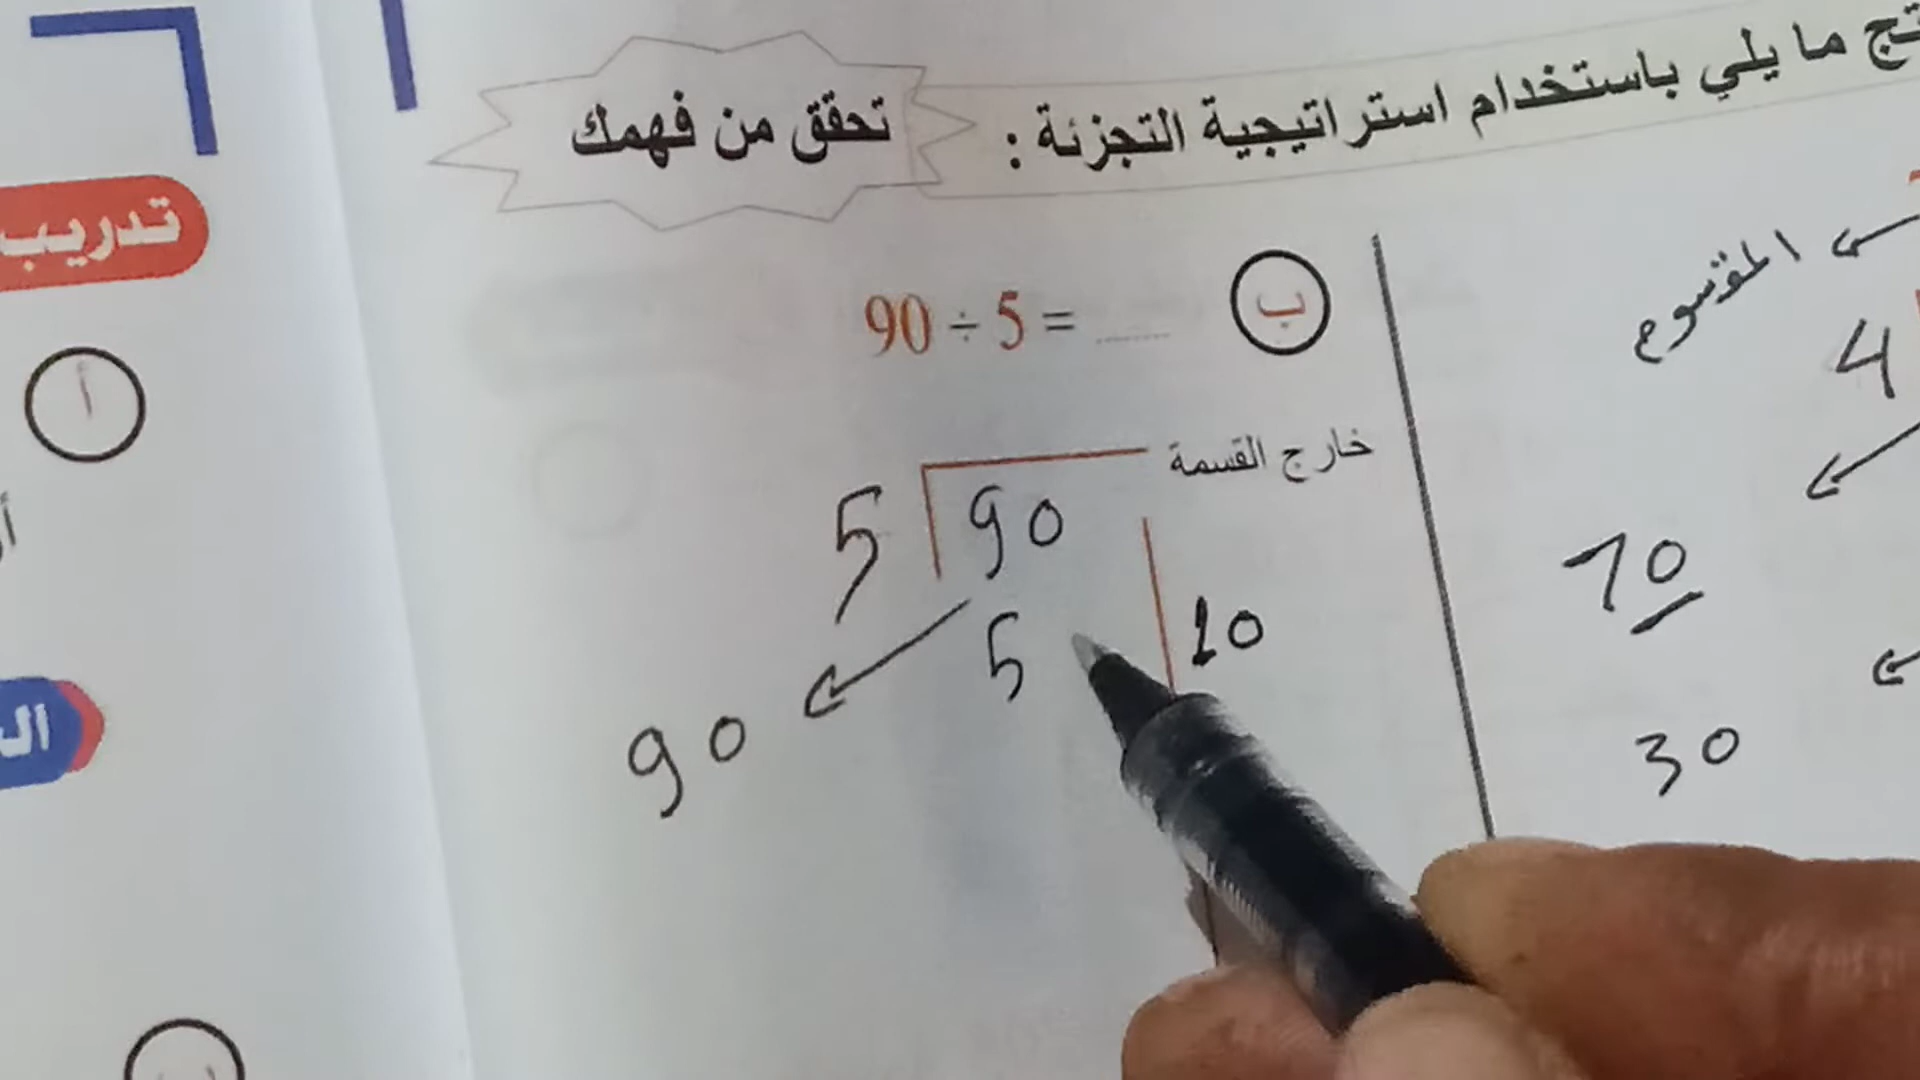 ما يلي باستخدام استراتيجية التجزئة :
تحقق من فهمك
تدريب
ب
90 ÷ 5 = ......
المقسوم
4
أ
خارج القسمة
5 90
70
5 10
90
30
ال